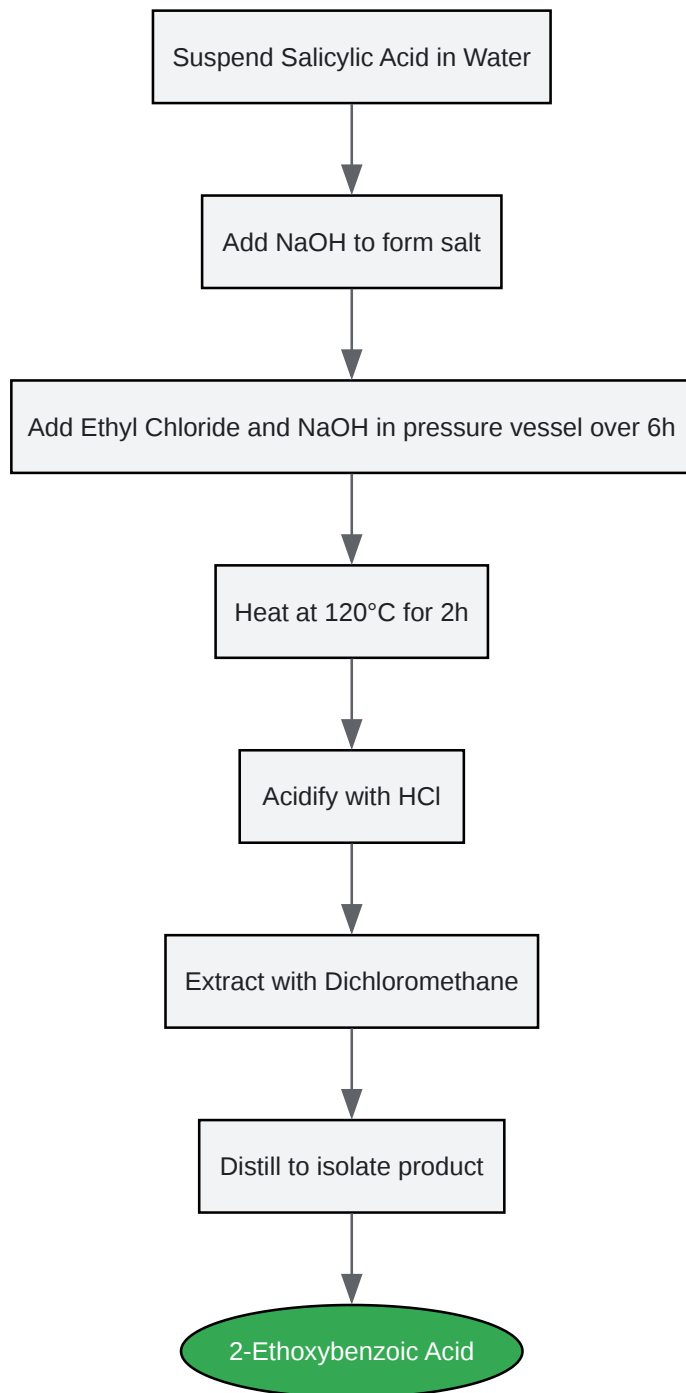 Suspend Salicylic Acid in Water
Add NaOH to form salt
Add Ethyl Chloride and NaOH in pressure vessel over 6h
Heat at 120°C for 2h
Acidify with HCl
Extract with Dichloromethane
Distill to isolate product
2-Ethoxybenzoic Acid